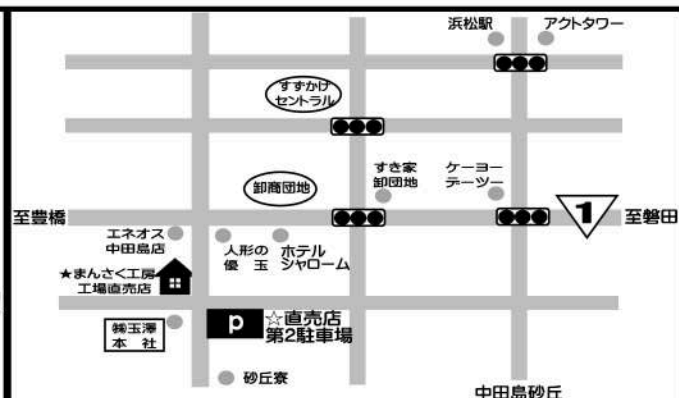 浜松駅
アクトタワー
すずかけ
セントラル
すき家
卸団地
ケーヨー
デーツー
卸商団地
至豊橋
1
至磐田
エネオス
中田島店
人形の
優玉
ホテル
シャローム
★まんさく工房
工場直売店
㈱玉澤
本社
p
☆直売店
第2駐車場
砂丘寮
中田島砂丘